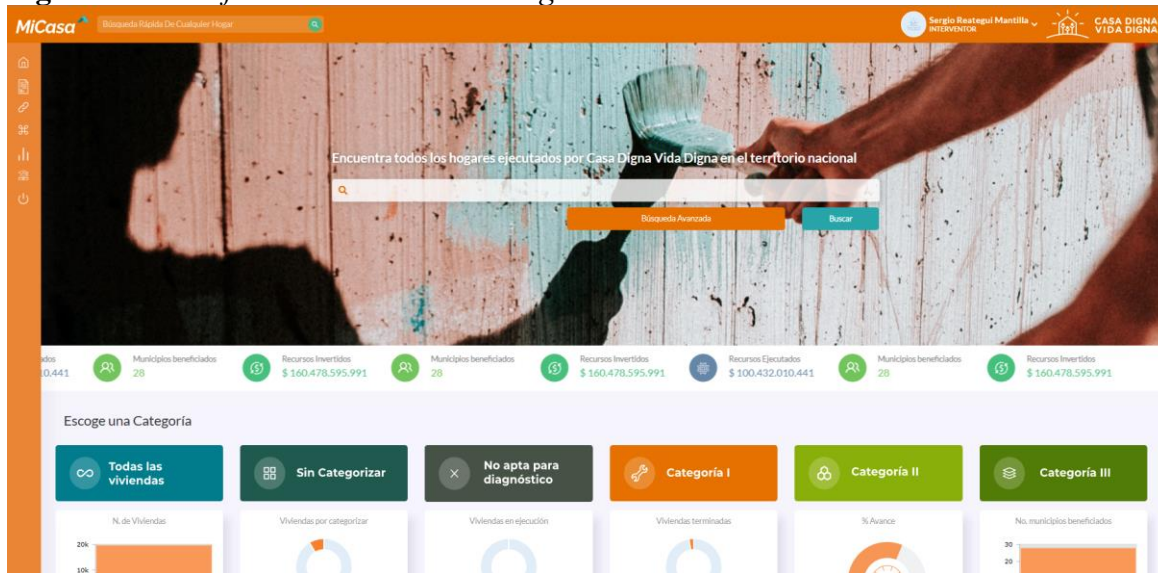 MiCasa
Búsqueda Rápida De Cualquier Hogar
Sergio Reategui Mantilla
INTERVENTOR
CASA DIGNA
VIDA DIGNA
Encuentra todos los hogares ejecutados por Casa Digna Vida Digna en el territorio nacional
Búsqueda Avanzada
Buscar
Municipios beneficiados
28
Recursos Invertidos
$ 160.478.595.991
Municipios beneficiados
28
Recursos Invertidos
$ 160.478.595.991
Recursos Ejecutados
$ 100.432.010.441
Municipios beneficiados
28
Recursos Invertidos
$ 160.478.595.991
Escoge una Categoría
Todas las
viviendas
Sin Categorizar
No apta para
diagnóstico
Categoría I
Categoría II
Categoría III
N. de Viviendas
20k
10k
Viviendas por categorizar
Viviendas en ejecución
Viviendas terminadas
% Avance
No. municipios beneficiados
30
20